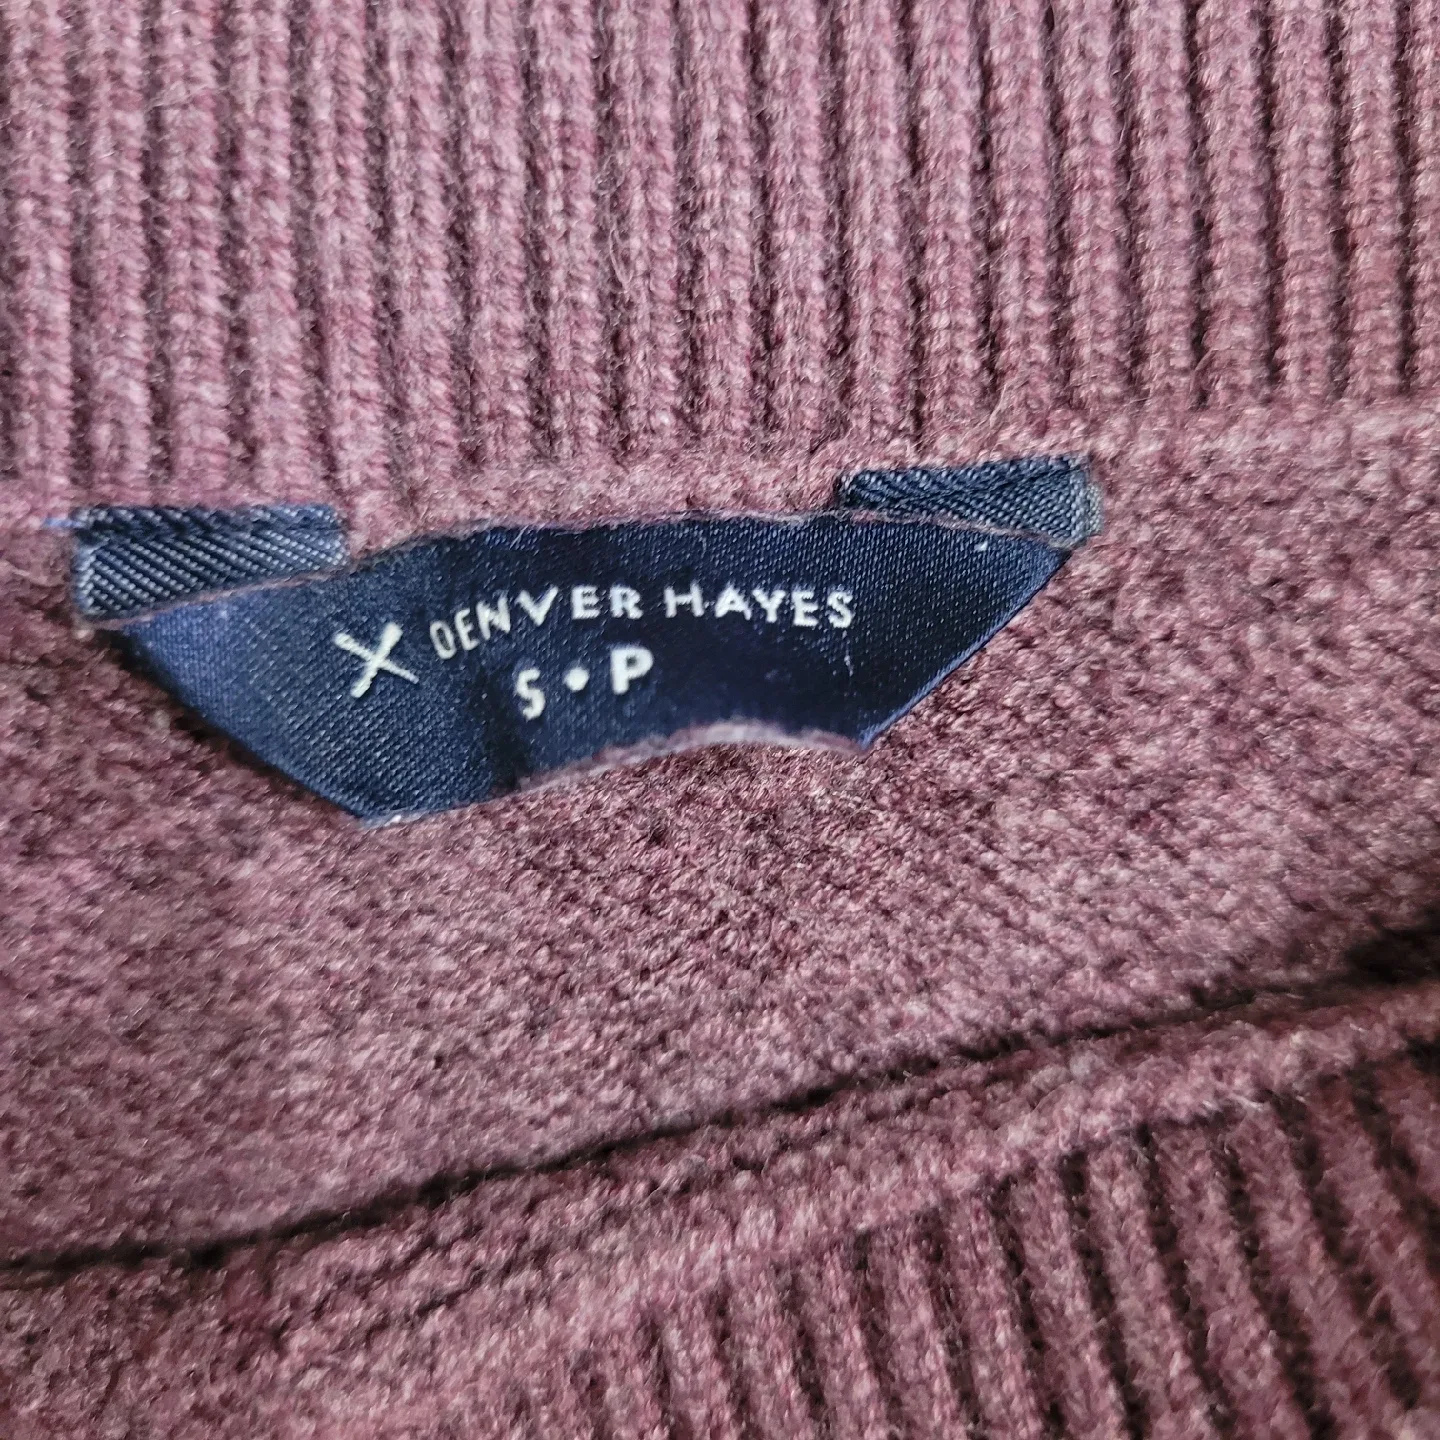 X DENVER HAYES
S•P